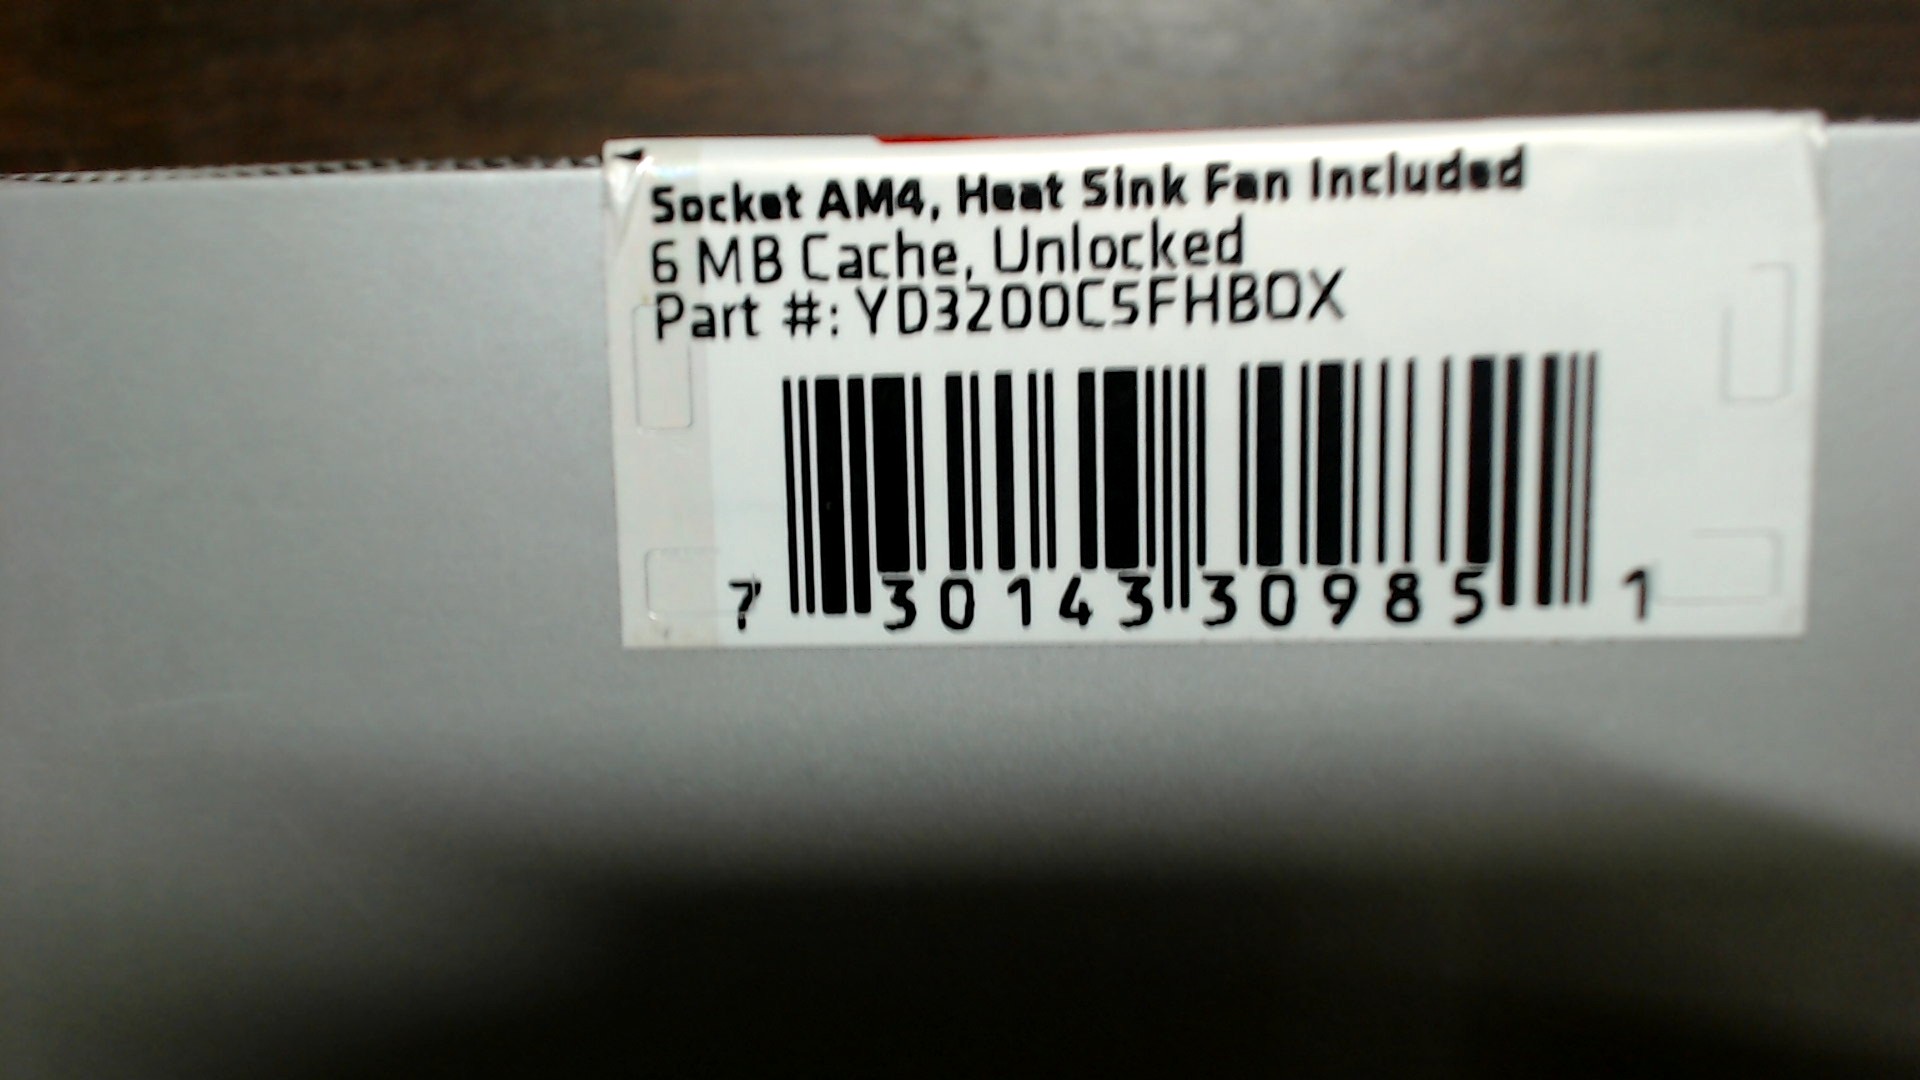 Socket AM4, Heat Sink Fan Included
6 MB Cache, Unlocked
Part #: YD3200C5FHBOX
7 30143 30985 1